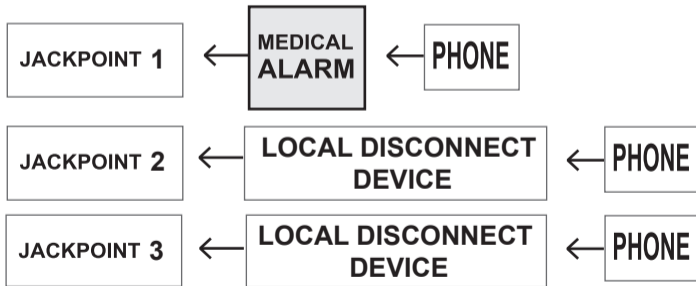 JACKPOINT 1
MEDICAL
ALARM
PHONE
JACKPOINT 2
LOCAL DISCONNECT
DEVICE
PHONE
JACKPOINT 3
LOCAL DISCONNECT
DEVICE
PHONE